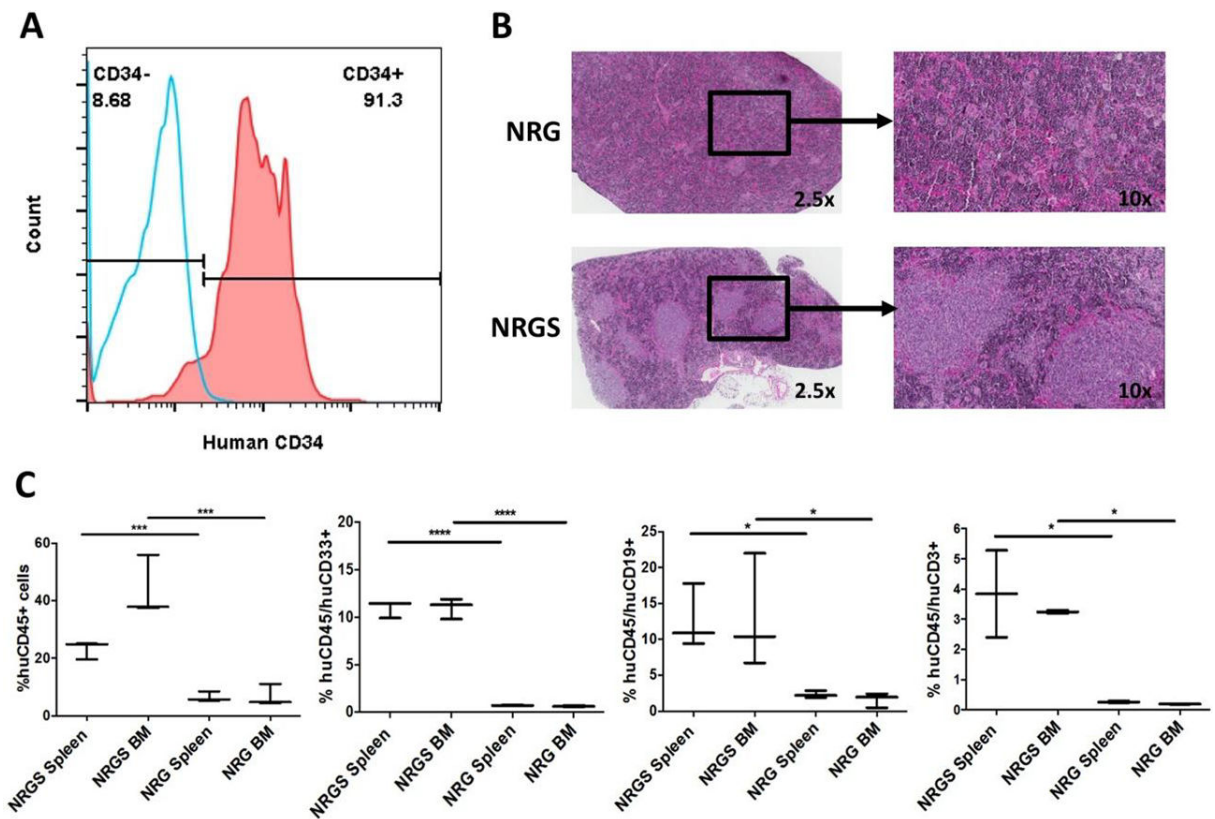 A
CD34-
8.68
CD34+
91.3
Count
Human CD34
B
NRG
2.5x
10x
NRGS
2.5x
10x
C
***
***
%huCD45+ cells
60
40
20
0
NRGS Spleen
NRGS BM
NRG Spleen
NRG BM
****
****
% huCD45/huCD33+
20
15
10
5
0
NRGS Spleen
NRGS BM
NRG Spleen
NRG BM
*
*
% huCD45/huCD19+
25
20
15
10
5
0
NRGS Spleen
NRGS BM
NRG Spleen
NRG BM
*
*
% huCD45/huCD3+
6
5
4
3
2
1
0
NRGS Spleen
NRGS BM
NRG Spleen
NRG BM